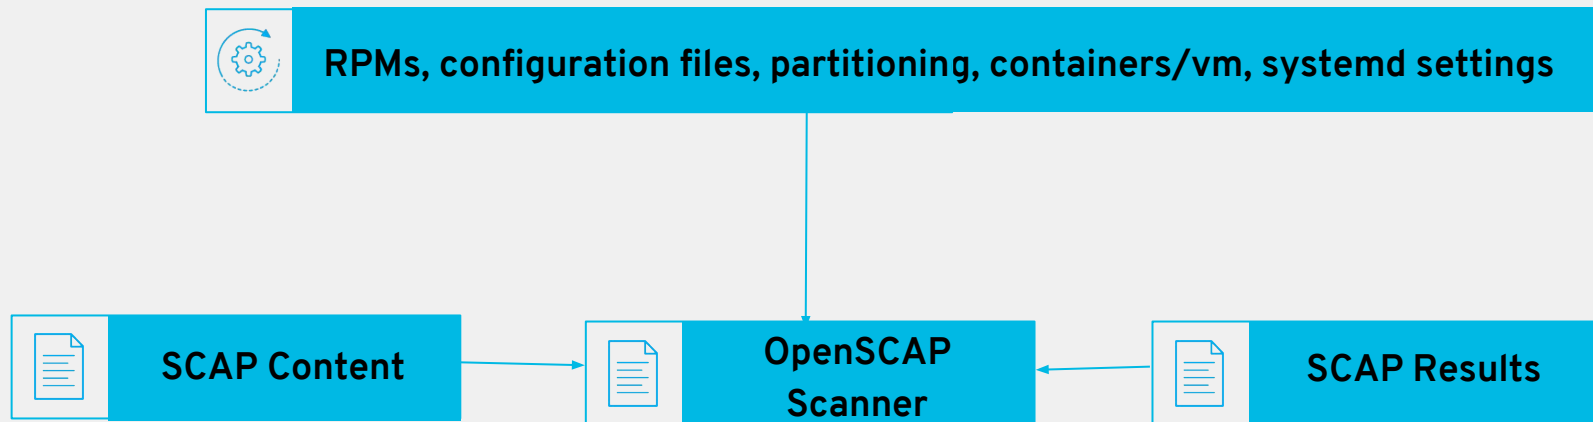 RPMs, configuration files, partitioning, containers/vm, systemd settings
SCAP Content
OpenSCAP
Scanner
SCAP Results